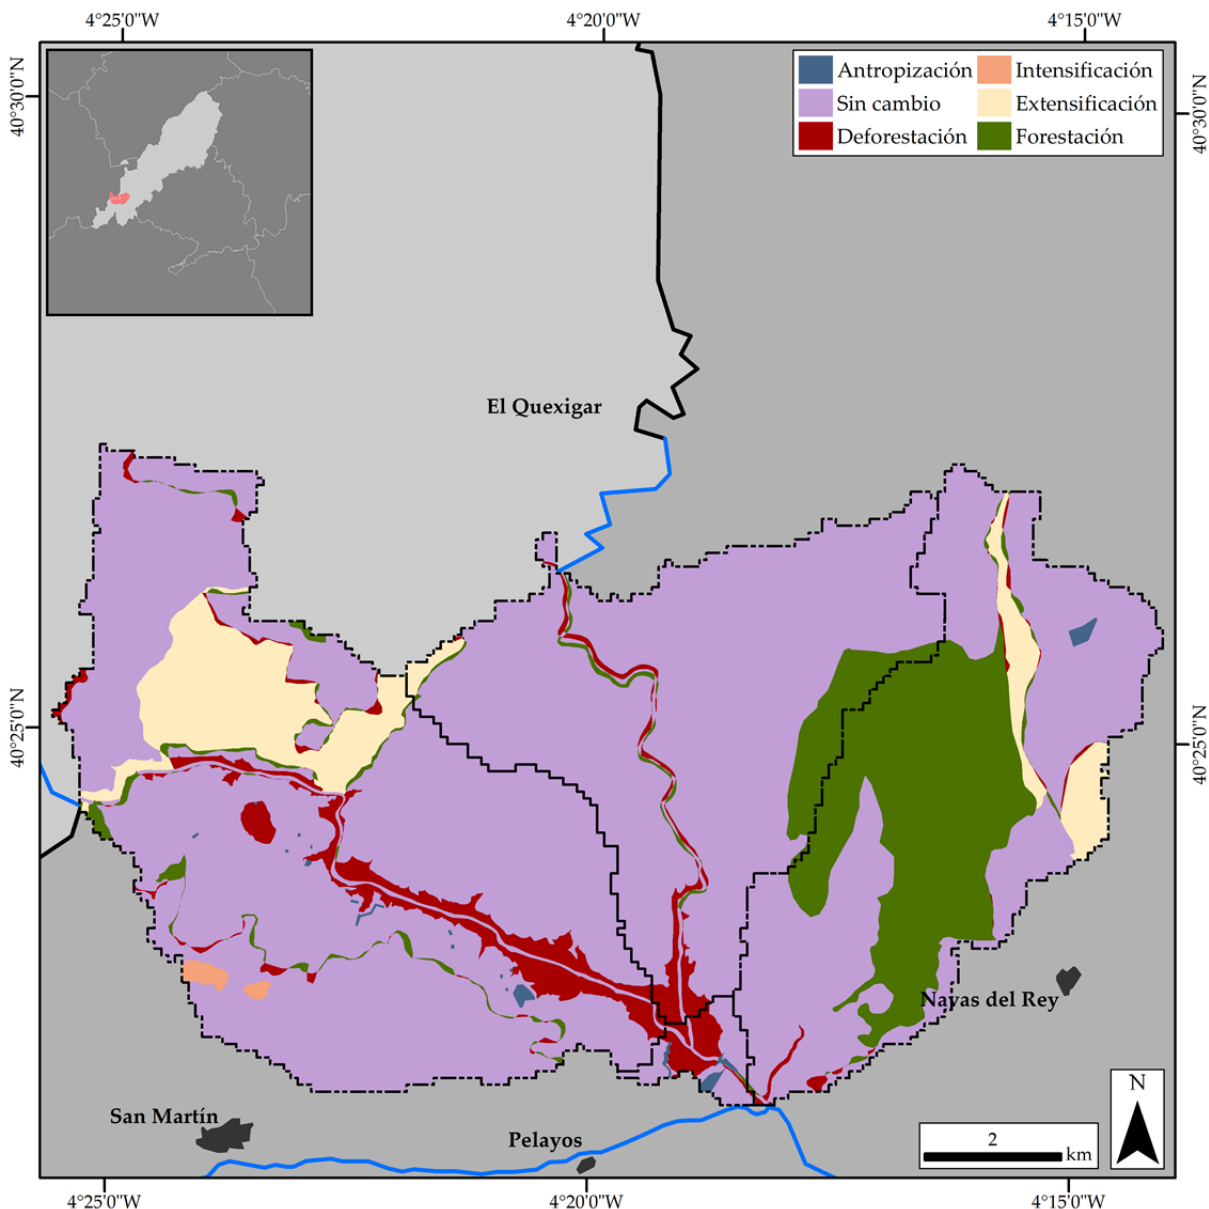 4°25'0"W 4°20'0"W 4°15'0"W
40°30'0"N
40°30'0"N
Antropización Intensificación
Sin cambio Extensificación
Deforestación Forestación
El Quexigar
40°25'0"N
40°25'0"N
Navas del Rey
San Martín
Pelayos
N
2
km
4°25'0"W 4°20'0"W 4°15'0"W